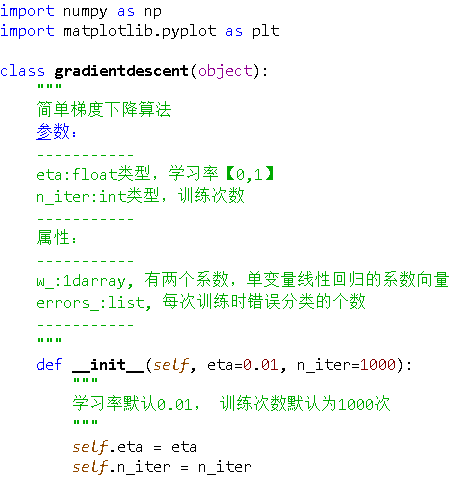 import numpy as np
import matplotlib.pyplot as plt
class gradientdescent(object):
"""
简单梯度下降算法
参数：
-----------
eta:float类型，学习率【0,1】
n_iter:int类型，训练次数
-----------
属性：
-----------
w_:1darray, 有两个系数，单变量线性回归的系数向量
errors_:list, 每次训练时错误分类的个数
-----------
"""
def __init__(self, eta=0.01, n_iter=1000):
"""
学习率默认0.01， 训练次数默认为1000次
"""
self.eta = eta
self.n_iter = n_iter